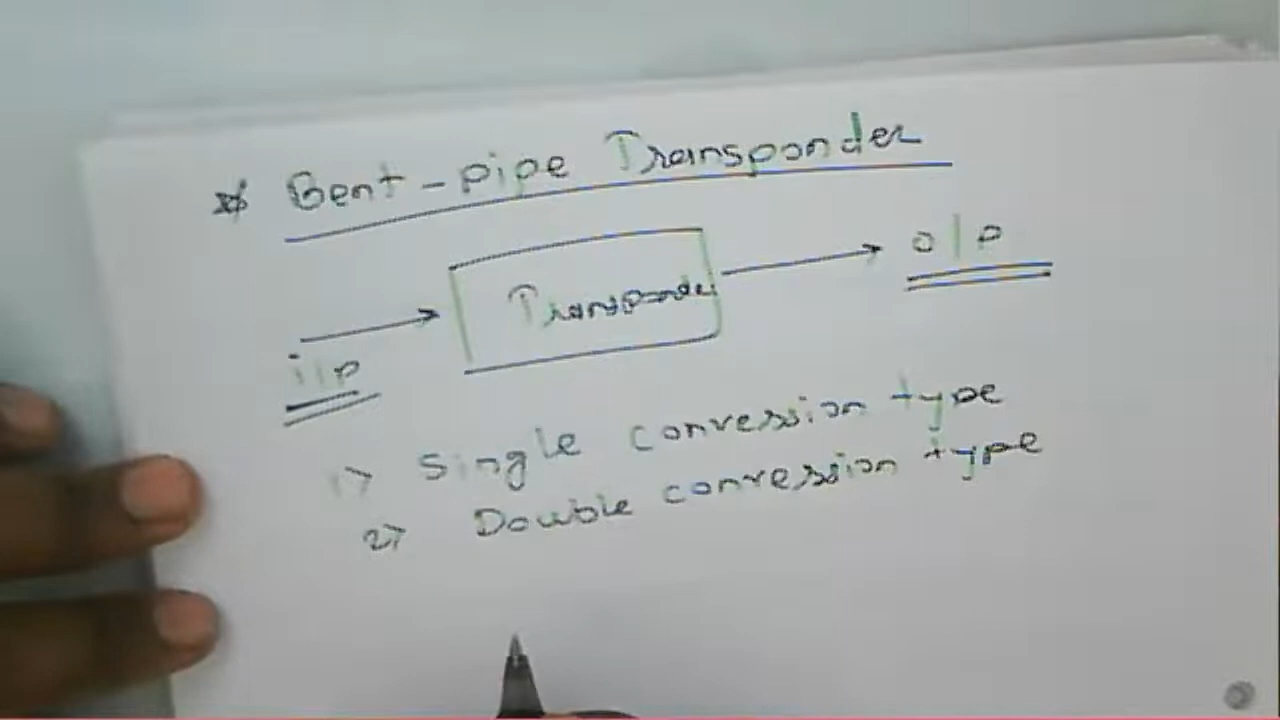 * Bent-pipe Transponder
i/p
Transponder
o/p
1> Single conversion type
2> Double conversion type